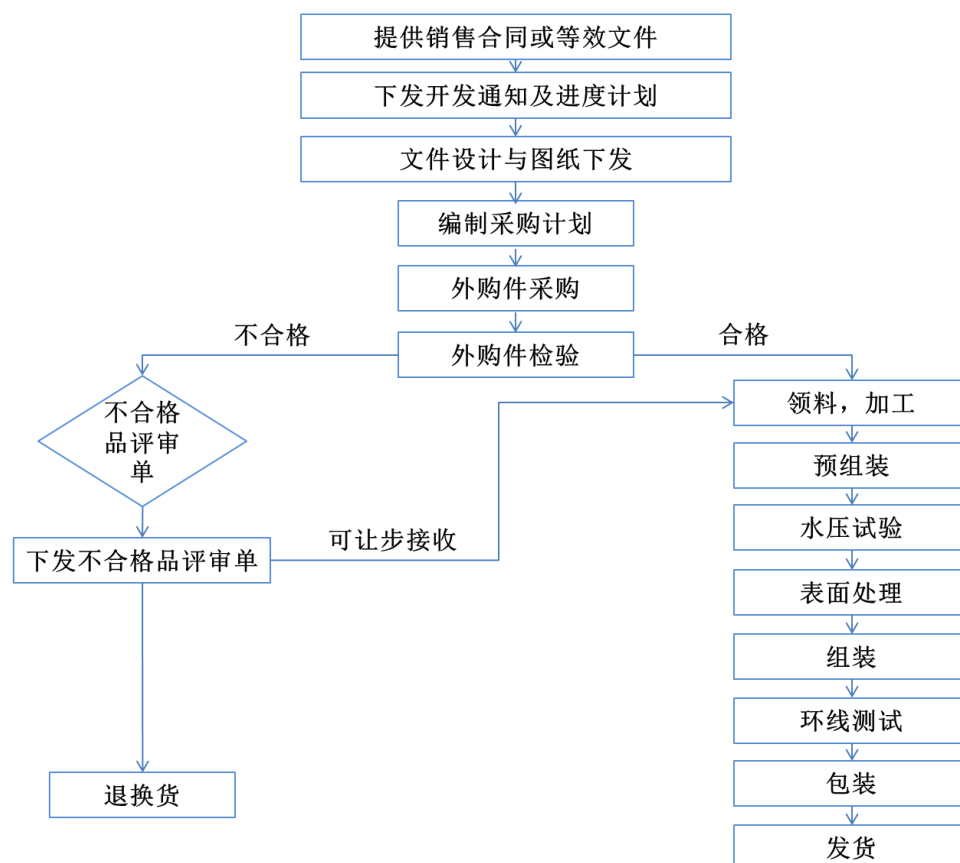 提供销售合同或等效文件
下发开发通知及进度计划
文件设计与图纸下发
编制采购计划
外购件采购
不合格
合格
外购件检验
不合格
品评审
单
领料，加工
预组装
水压试验
可让步接收
下发不合格品评审单
表面处理
组装
环线测试
退换货
包装
发货